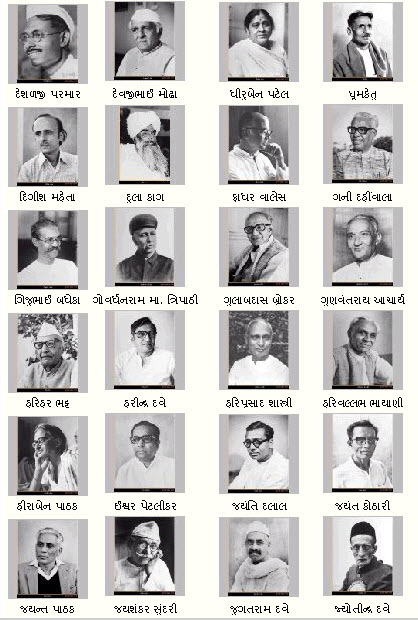 દેશળજી પરમાર દેવજીભાઈ મોઢા ધીરુબેન પટેલ ધૂમકેતુ
દિગીશ મહેતા દુલા કાગ ફાધર વાલેસ ગની દહીંવાલા
ગિજુભાઈ બધેકા ગોવર્ધનરામ મા. ત્રિપાઠી ગુલાબદાસ બ્રોકર ગુણવંતરાય આચાર્ય
હરિહર ભટ્ટ હરીન્દ્ર દવે હરિપ્રસાદ શાસ્ત્રી હરિવલ્લભ ભાયાણી
હીરાબેન પાઠક ઈશ્વર પેટલીકર જયંતિ દલાલ જયંત કોઠારી
જયન્ત પાઠક જયશંકર સુંદરી જુગતરામ દવે જ્યોતીન્દ્ર દવે